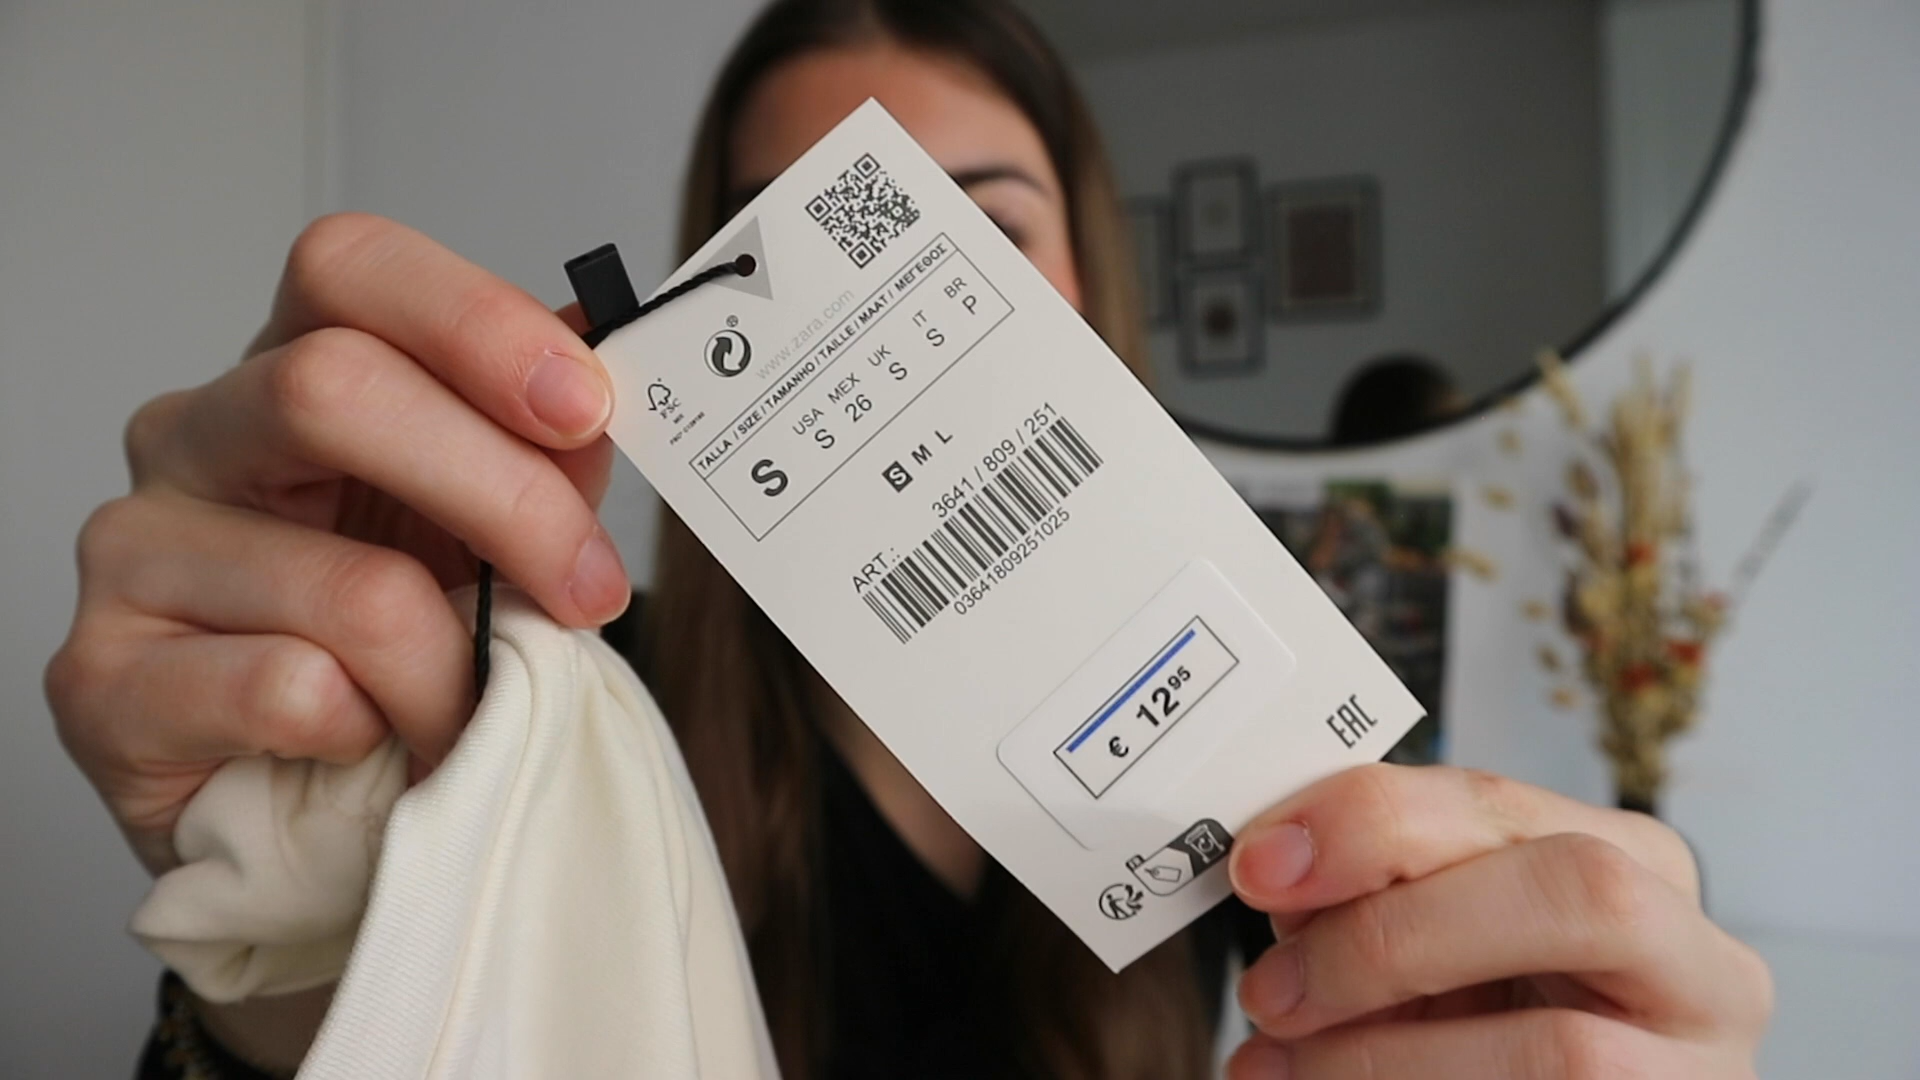 www.zara.com
FSC
TALLA / SIZE / TAMANHO / TAILLE / MAAT / ΜΕΓΕΘΟΣ
USA MEX UK IT BR
S S 26 S S P
S M L
ART.: 3641 / 809 / 251
03641809251025
€ 12 95
EAC
FR